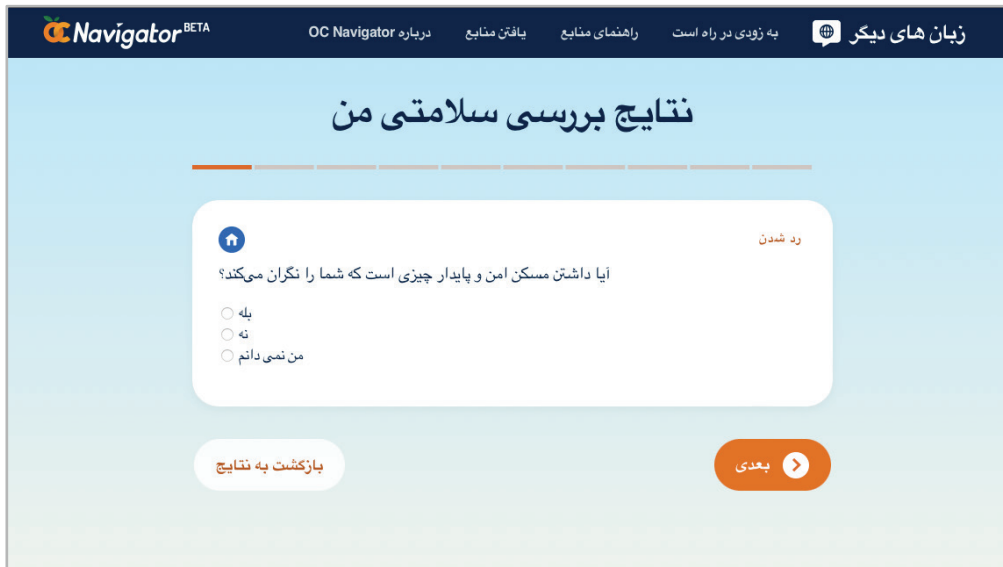 OC Navigator BETA
درباره OC Navigator
یافتن منابع
راهنمای منابع
به زودی در راه است
زبان های دیگر
نتایج بررسی سلامتی من
رد شدن
آیا داشتن مسکن امن و پایدار چیزی است که شما را نگران می‌کند؟
بله
نه
من نمی دانم
بازگشت به نتایج
بعدی